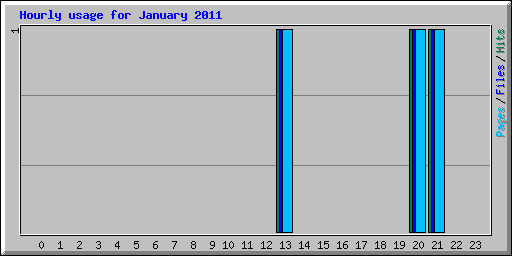 Hourly usage for January 2011
1
Pages/Files/Hits
0 1 2 3 4 5 6 7 8 9 10 11 12 13 14 15 16 17 18 19 20 21 22 23